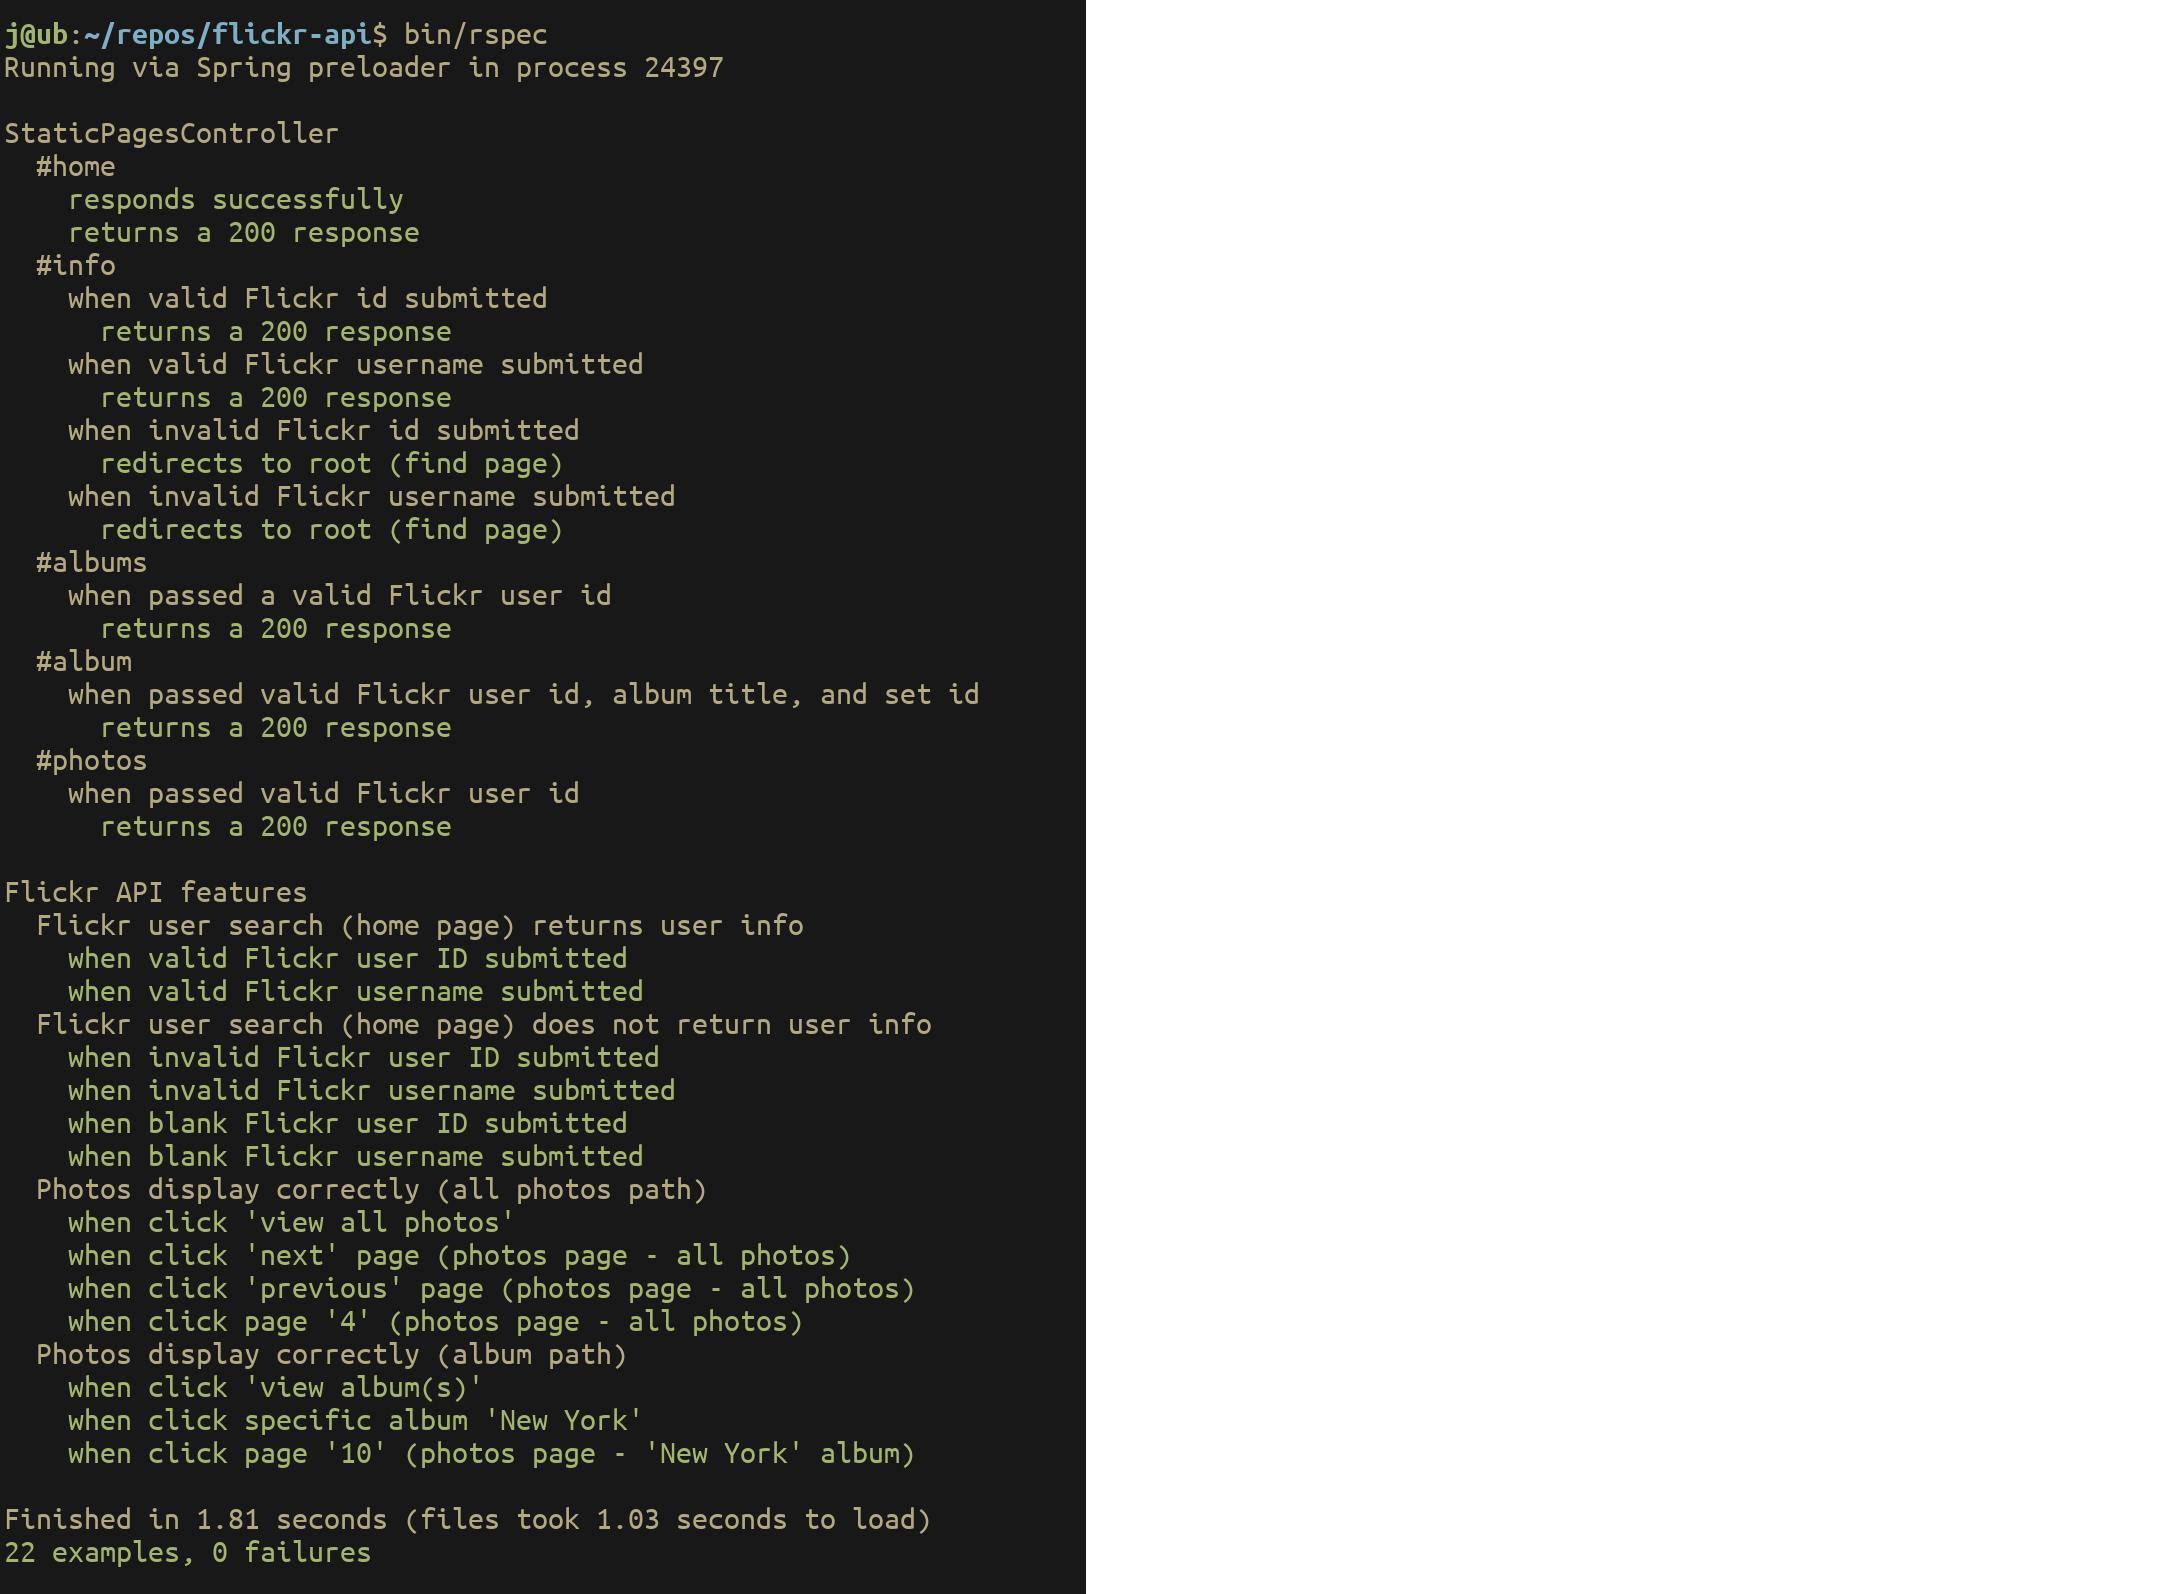 j@ub:~/repos/flickr-api$ bin/rspec
Running via Spring preloader in process 24397

StaticPagesController
  #home
    responds successfully
    returns a 200 response
  #info
    when valid Flickr id submitted
      returns a 200 response
    when valid Flickr username submitted
      returns a 200 response
    when invalid Flickr id submitted
      redirects to root (find page)
    when invalid Flickr username submitted
      redirects to root (find page)
  #albums
    when passed a valid Flickr user id
      returns a 200 response
  #album
    when passed valid Flickr user id, album title, and set id
      returns a 200 response
  #photos
    when passed valid Flickr user id
      returns a 200 response

Flickr API features
  Flickr user search (home page) returns user info
    when valid Flickr user ID submitted
    when valid Flickr username submitted
  Flickr user search (home page) does not return user info
    when invalid Flickr user ID submitted
    when invalid Flickr username submitted
    when blank Flickr user ID submitted
    when blank Flickr username submitted
  Photos display correctly (all photos path)
    when click 'view all photos'
    when click 'next' page (photos page - all photos)
    when click 'previous' page (photos page - all photos)
    when click page '4' (photos page - all photos)
  Photos display correctly (album path)
    when click 'view album(s)'
    when click specific album 'New York'
    when click page '10' (photos page - 'New York' album)

Finished in 1.81 seconds (files took 1.03 seconds to load)
22 examples, 0 failures